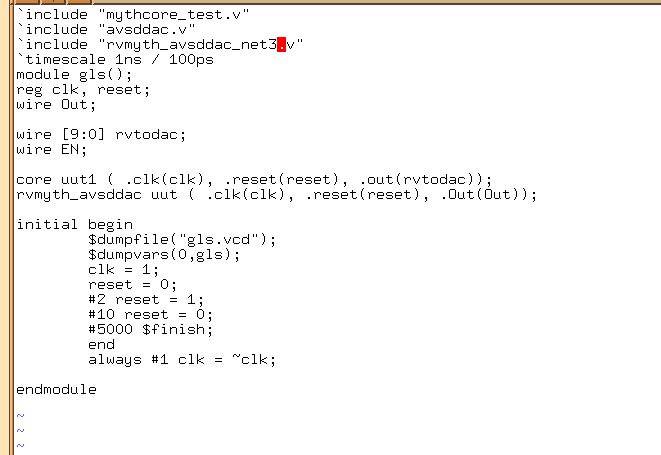 `include "mythcore_test.v"
`include "avsddac.v"
`include "rvmyth_avsddac_net3.v"
`timescale 1ns / 100ps
module gls();
reg clk, reset;
wire Out;

wire [9:0] rvtodac;
wire EN;

core uut1 ( .clk(clk), .reset(reset), .out(rvtodac));
rvmyth_avsddac uut ( .clk(clk), .reset(reset), .Out(Out));

initial begin
        $dumpfile("gls.vcd");
        $dumpvars(0,gls);
        clk = 1;
        reset = 0;
        #2 reset = 1;
        #10 reset = 0;
        #5000 $finish;
        end
        always #1 clk = ~clk;

endmodule

~
~
~